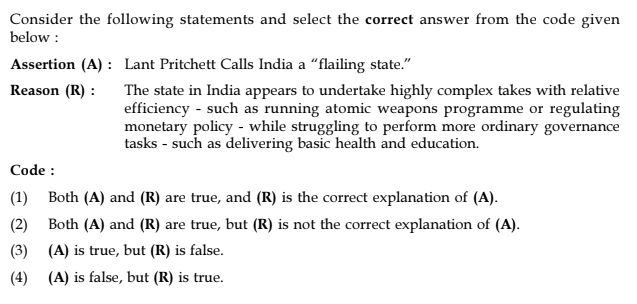 Consider the following statements and select the correct answer from the code given
below :
Assertion (A) : Lant Pritchett Calls India a “flailing state.”
Reason (R) : The state in India appears to undertake highly complex takes with relative
efficiency - such as running atomic weapons programme or regulating
monetary policy - while struggling to perform more ordinary governance
tasks - such as delivering basic health and education.
Code :
(1) Both (A) and (R) are true, and (R) is the correct explanation of (A).
(2) Both (A) and (R) are true, but (R) is not the correct explanation of (A).
(3) (A) is true, but (R) is false.
(4) (A) is false, but (R) is true.